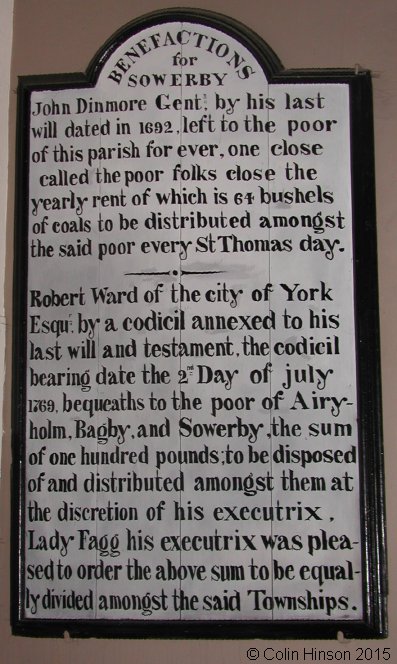 BENEFACTIONS
for
SOWERBY
John Dinmore Gentl. by his last
will dated in 1692, left to the poor
of this parish for ever, one close
called the poor folks close the
yearly rent of which is 64 bushels
of coals to be distributed amongst
the said poor every St Thomas day.
Robert Ward of the city of York
Esqur. by a codicil annexed to his
last will and testament, the codicil
bearing date the 2nd Day of july
1769, bequeaths to the poor of Airy-
holm, Bagby, and Sowerby, the sum
of one hundred pounds; to be disposed
of and distributed amongst them at
the discretion of his executrix,
Lady Fagg his executrix was plea-
sed to order the above sum to be equal-
ly divided amongst the said Townships.
© Colin Hinson 2015